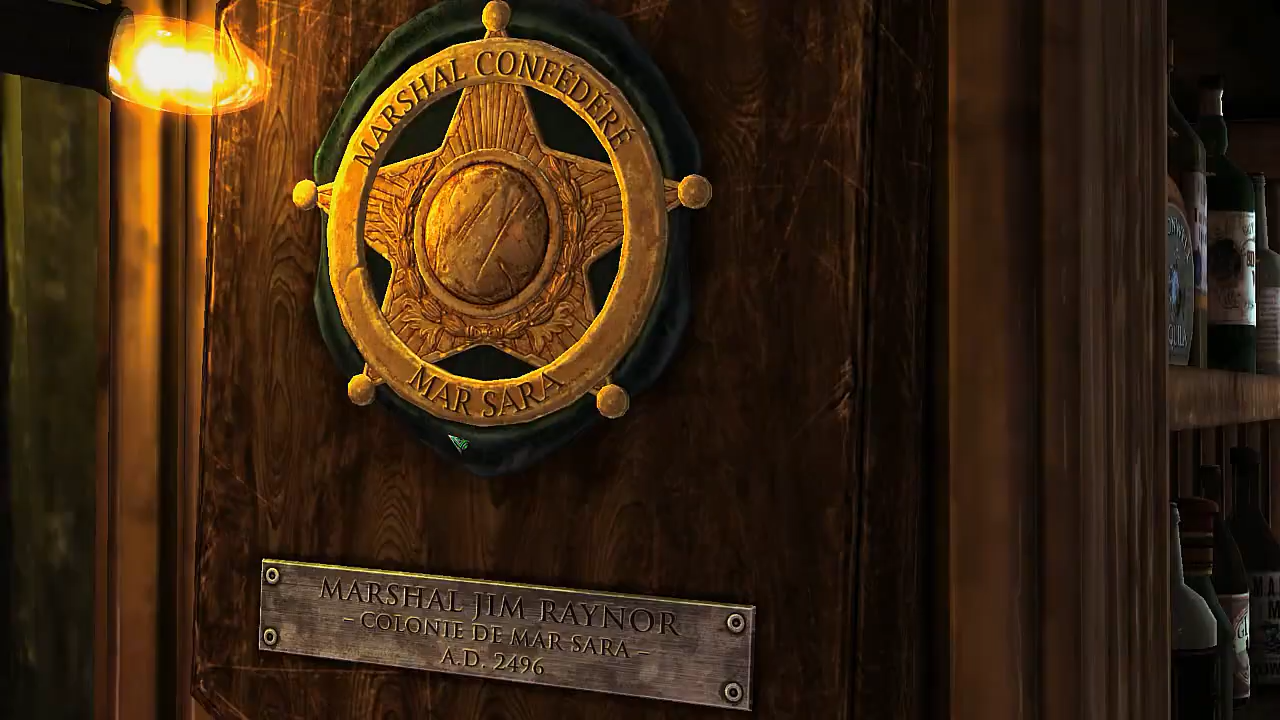 MARSHAL CONFÉDÉRÉ
MAR SARA
MARSHAL JIM RAYNOR
– COLONIE DE MAR SARA –
A.D. 2496